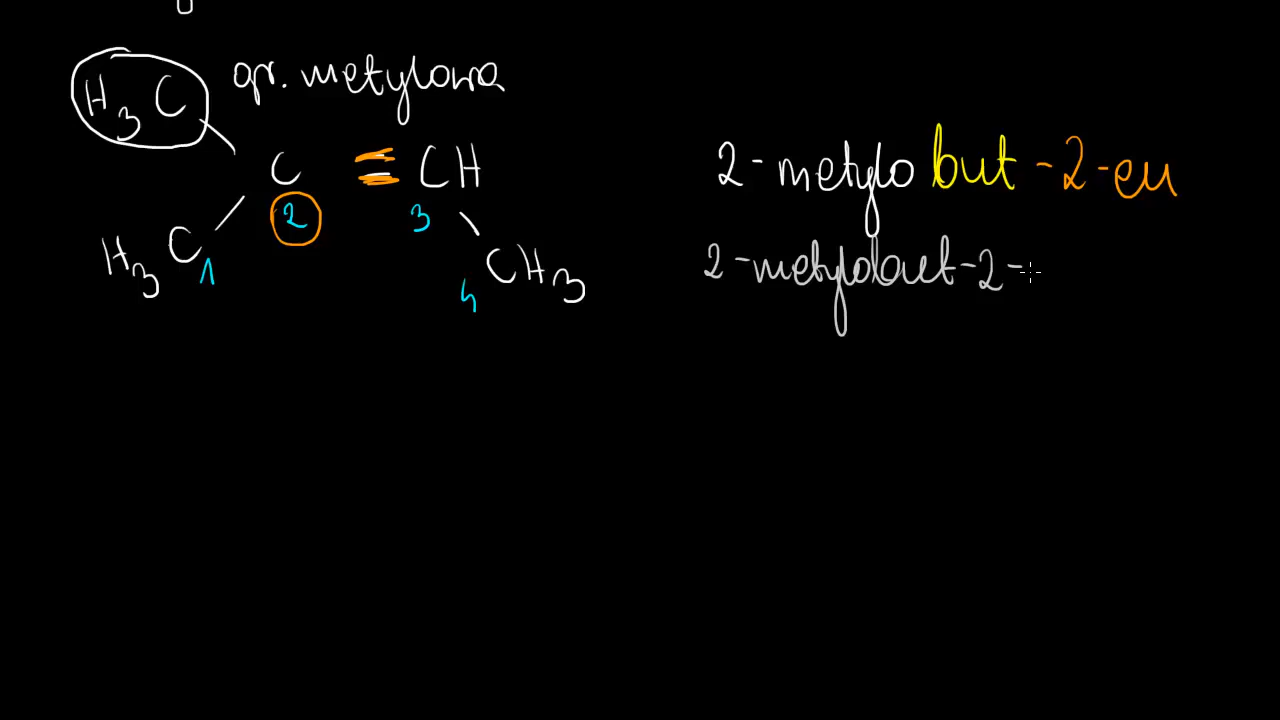 H3C gr. metylowa
C = CH
2-metylobut-2-en
2 3
H3C 1
4 CH3
2-metylobut-2-